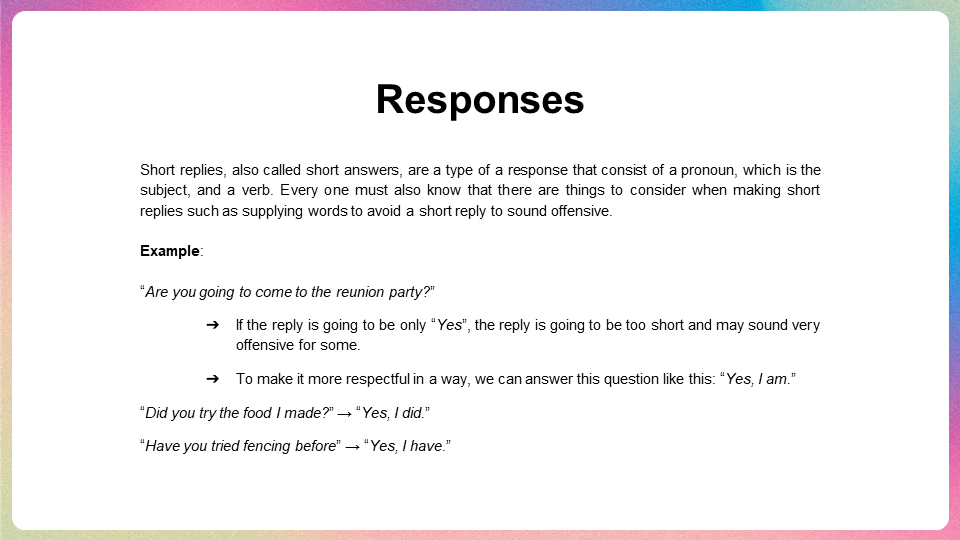 Responses
Short replies, also called short answers, are a type of a response that consist of a pronoun, which is the
subject, and a verb. Every one must also know that there are things to consider when making short
replies such as supplying words to avoid a short reply to sound offensive.
Example:
“Are you going to come to the reunion party?”
➔ If the reply is going to be only “Yes”, the reply is going to be too short and may sound very
offensive for some.
➔ To make it more respectful in a way, we can answer this question like this: “Yes, I am.”
“Did you try the food I made?” → “Yes, I did.”
“Have you tried fencing before” → “Yes, I have.”